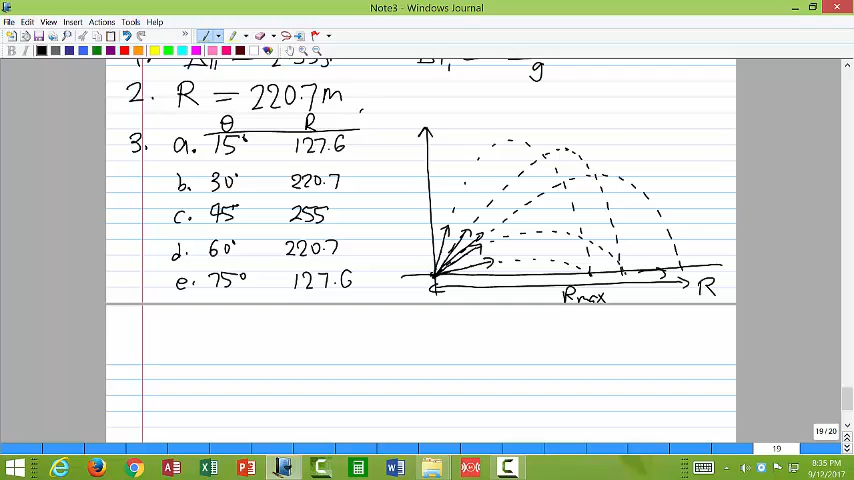 Note3 - Windows Journal
File Edit View Insert Actions Tools Help
B I
g
2. R = 220.7m
θ R
3. a. 15° 127.6
b. 30° 220.7
c. 45° 255
d. 60° 220.7
e. 75° 127.6
Rmax
R
19/20
19
8:35 PM
9/12/2017